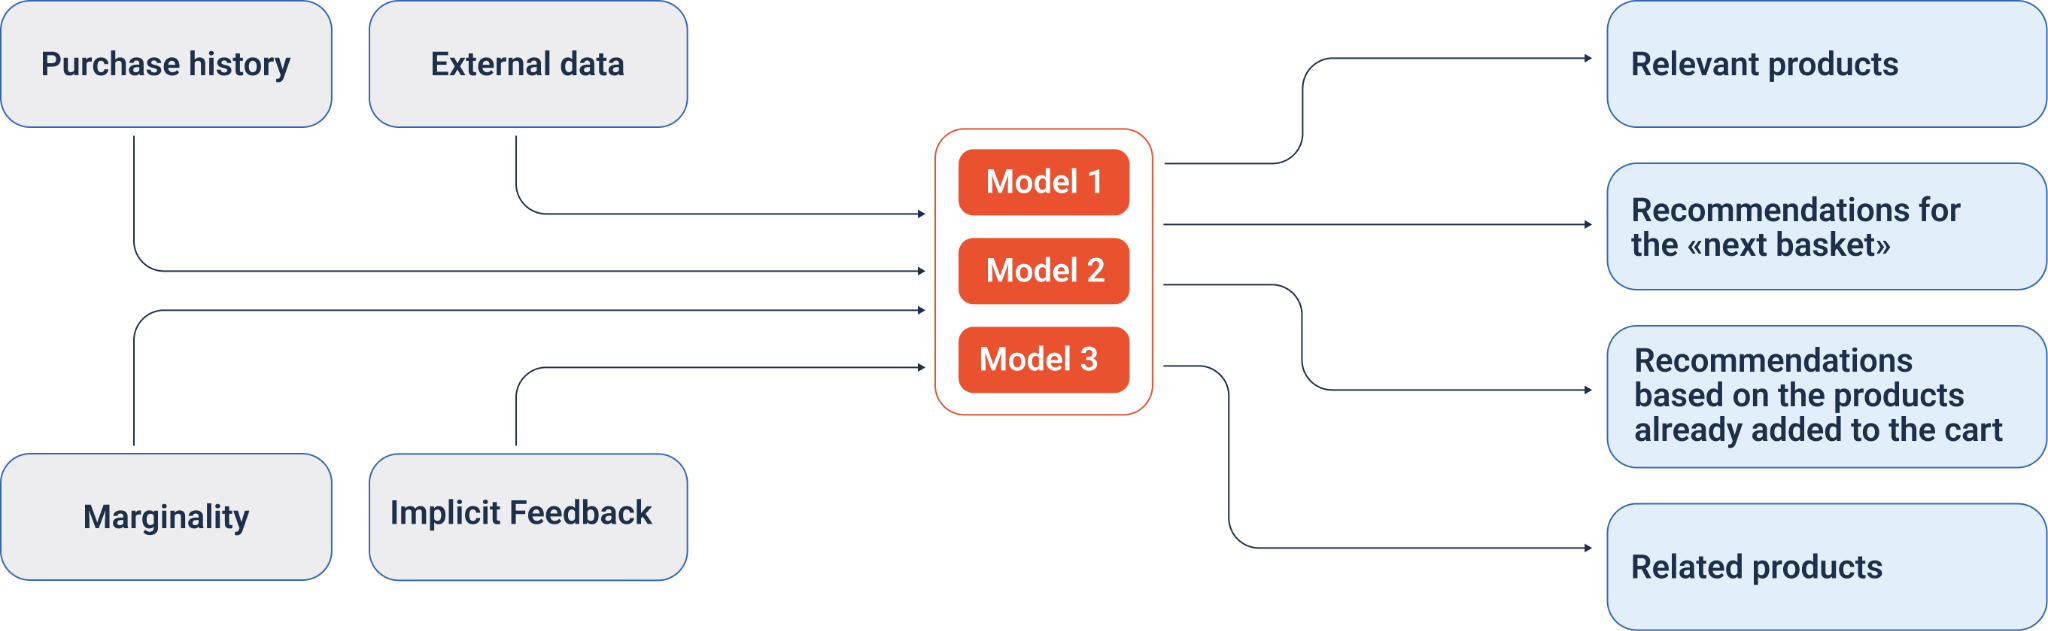 Purchase history
External data
Marginality
Implicit Feedback
Model 1
Model 2
Model 3
Relevant products
Recommendations for
the «next basket»
Recommendations
based on the products
already added to the cart
Related products